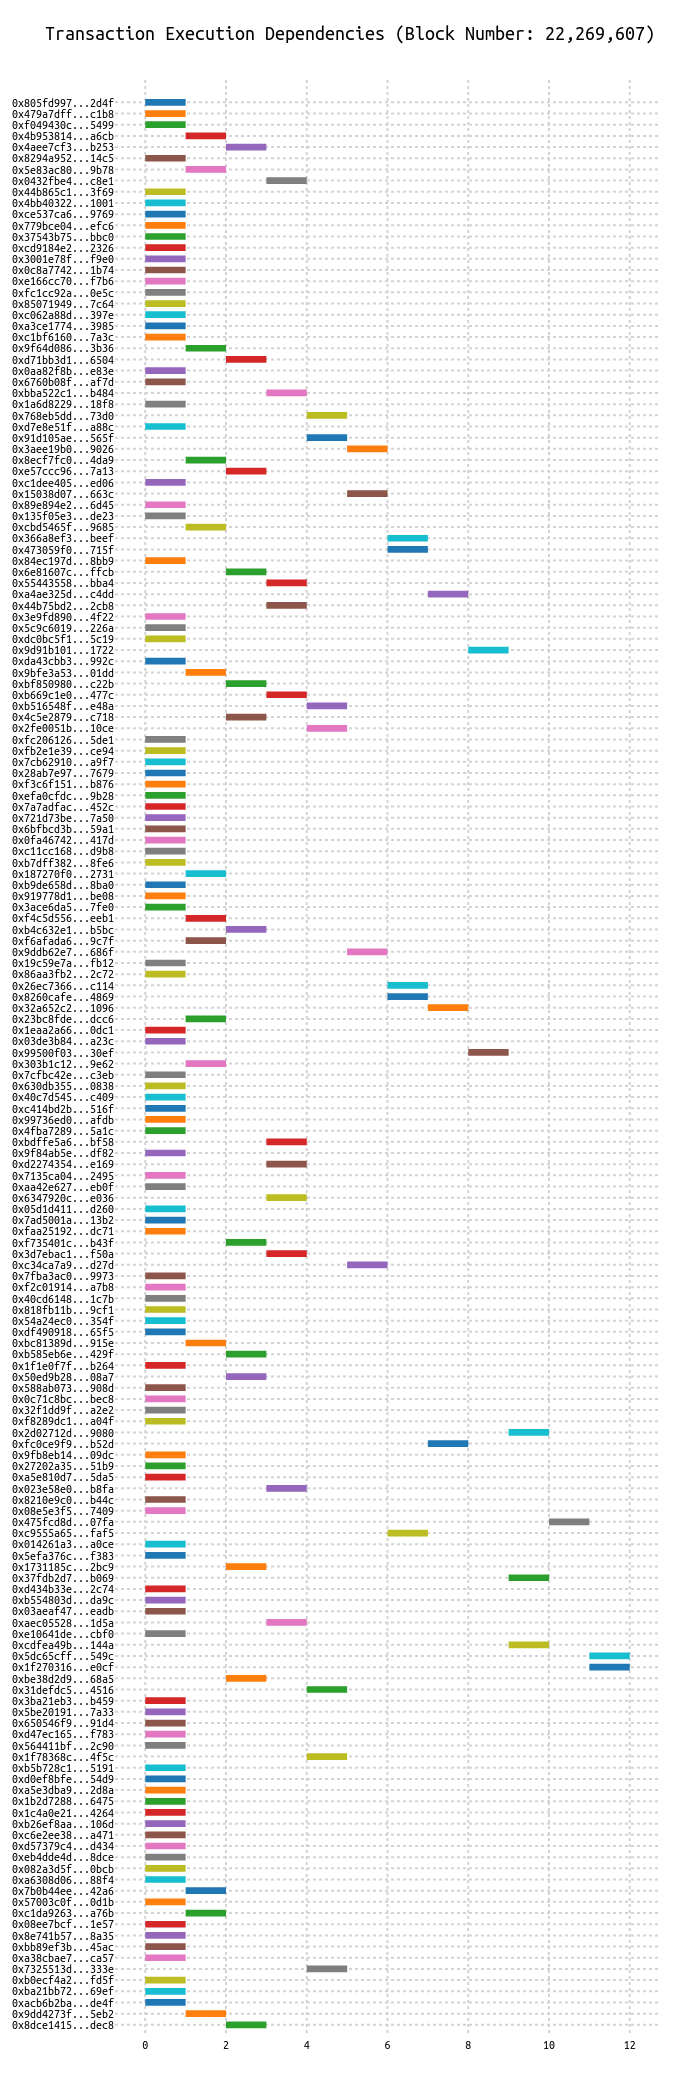 Transaction Execution Dependencies (Block Number: 22,269,607)
0x805fd997...2d4f
0x479a7dff...c1b8
0xf049430c...5499
0x4b953814...a6cb
0x4aee7cf3...b253
0x8294a952...14c5
0x5e83ac80...9b78
0x0432fbe4...c8e1
0x44b865c1...3f69
0x4bb40322...1001
0xce537ca6...9769
0x779bce04...efc6
0x37543b75...bbc0
0xcd9184e2...2326
0x3001e78f...f9e0
0x0c8a7742...1b74
0xe166cc70...f7b6
0xfc1cc92a...0e5c
0x85071949...7c64
0xc062a88d...397e
0xa3ce1774...3985
0xc1bf6160...7a3c
0x9f64d086...3b36
0xd71bb3d1...6504
0x0aa82f8b...e83e
0x6760b08f...af7d
0xbba522c1...b484
0x1a6d8229...18f8
0x768eb5dd...73d0
0xd7e8e51f...a88c
0x91d105ae...565f
0x3aee19b0...9026
0x8ecf7fc0...4da9
0xe57ccc96...7a13
0xc1dee405...ed06
0x15038d07...663c
0x89e894e2...6d45
0x135f05e3...de23
0xcbd5465f...9685
0x366a8ef3...beef
0x473059f0...715f
0x84ec197d...8bb9
0x6e81607c...ffcb
0x55443558...bba4
0xa4ae325d...c4dd
0x44b75bd2...2cb8
0x3e9fd890...4f22
0x5c9c6019...226a
0xdc0bc5f1...5c19
0x9d91b101...1722
0xda43cbb3...992c
0x9bfe3a53...01dd
0xbf850980...c22b
0xb669c1e0...477c
0xb516548f...e48a
0x4c5e2879...c718
0x2fe0051b...10ce
0xfc206126...5de1
0xfb2e1e39...ce94
0x7cb62910...a9f7
0x28ab7e97...7679
0xf3c6f151...b876
0xefa0cfdc...9b28
0x7a7adfac...452c
0x721d73be...7a50
0x6bfbcd3b...59a1
0x0fa46742...417d
0xc11cc168...d9b8
0xb7dff382...8fe6
0x187270f0...2731
0xb9de658d...8ba0
0x919778d1...be08
0x3ace6da5...7fe0
0xf4c5d556...eeb1
0xb4c632e1...b5bc
0xf6afada6...9c7f
0x9ddb62e7...686f
0x19c59e7a...fb12
0x86aa3fb2...2c72
0x26ec7366...c114
0x8260cafe...4869
0x32a652c2...1096
0x23bc8fde...dcc6
0x1eaa2a66...0dc1
0x03de3b84...a23c
0x99500f03...30ef
0x303b1c12...9e62
0x7cfbc42e...c3eb
0x630db355...0838
0x40c7d545...c409
0xc414bd2b...516f
0x99736ed0...afdb
0x4fba7289...5a1c
0xbdffe5a6...bf58
0x9f84ab5e...df82
0xd2274354...e169
0x7135ca04...2495
0xaa42e627...eb0f
0x6347920c...e036
0x05d1d411...d260
0x7ad5001a...13b2
0xfaa25192...dc71
0xf735401c...b43f
0x3d7ebac1...f50a
0xc34ca7a9...d27d
0x7fba3ac0...9973
0xf2c01914...a7b8
0x40cd6148...1c7b
0x818fb11b...9cf1
0x54a24ec0...354f
0xdf490918...65f5
0xbc81389d...915e
0xb585eb6e...429f
0x1f1e0f7f...b264
0x50ed9b28...08a7
0x588ab073...908d
0x0c71c8bc...bec8
0x32f1dd9f...a2e2
0xf8289dc1...a04f
0x2d02712d...9080
0xfc0ce9f9...b52d
0x9fb8eb14...09dc
0x27202a35...51b9
0xa5e810d7...5da5
0x023e58e0...b8fa
0x8210e9c0...b44c
0x08e5e3f5...7409
0x475fcd8d...07fa
0xc9555a65...faf5
0x014261a3...a0ce
0x5efa376c...f383
0x1731185c...2bc9
0x37fdb2d7...b069
0xd434b33e...2c74
0xb554803d...da9c
0x03aeaf47...eadb
0xaec05528...1d5a
0xe10641de...cbf0
0xcdfea49b...144a
0x5dc65cff...549c
0x1f270316...e0cf
0xbe38d2d9...68a5
0x31defdc5...4516
0x3ba21eb3...b459
0x5be20191...7a33
0x650546f9...91d4
0xd47ec165...f783
0x564411bf...2c90
0x1f78368c...4f5c
0xb5b728c1...5191
0xd0ef8bfe...54d9
0xa5e3dba9...2d8a
0x1b2d7288...6475
0x1c4a0e21...4264
0xb26ef8aa...106d
0xc6e2ee38...a471
0xd57379c4...d434
0xeb4dde4d...8dce
0x082a3d5f...0bcb
0xa6308d06...88f4
0x7b0b44ee...42a6
0x57003c0f...0d1b
0xc1da9263...a76b
0x08ee7bcf...1e57
0x8e741b57...8a35
0xbb89ef3b...45ac
0xa38cbae7...ca57
0x7325513d...333e
0xb0ecf4a2...fd5f
0xba21bb72...69ef
0xacb6b2ba...de4f
0x9dd4273f...5eb2
0x8dce1415...dec8
0 2 4 6 8 10 12